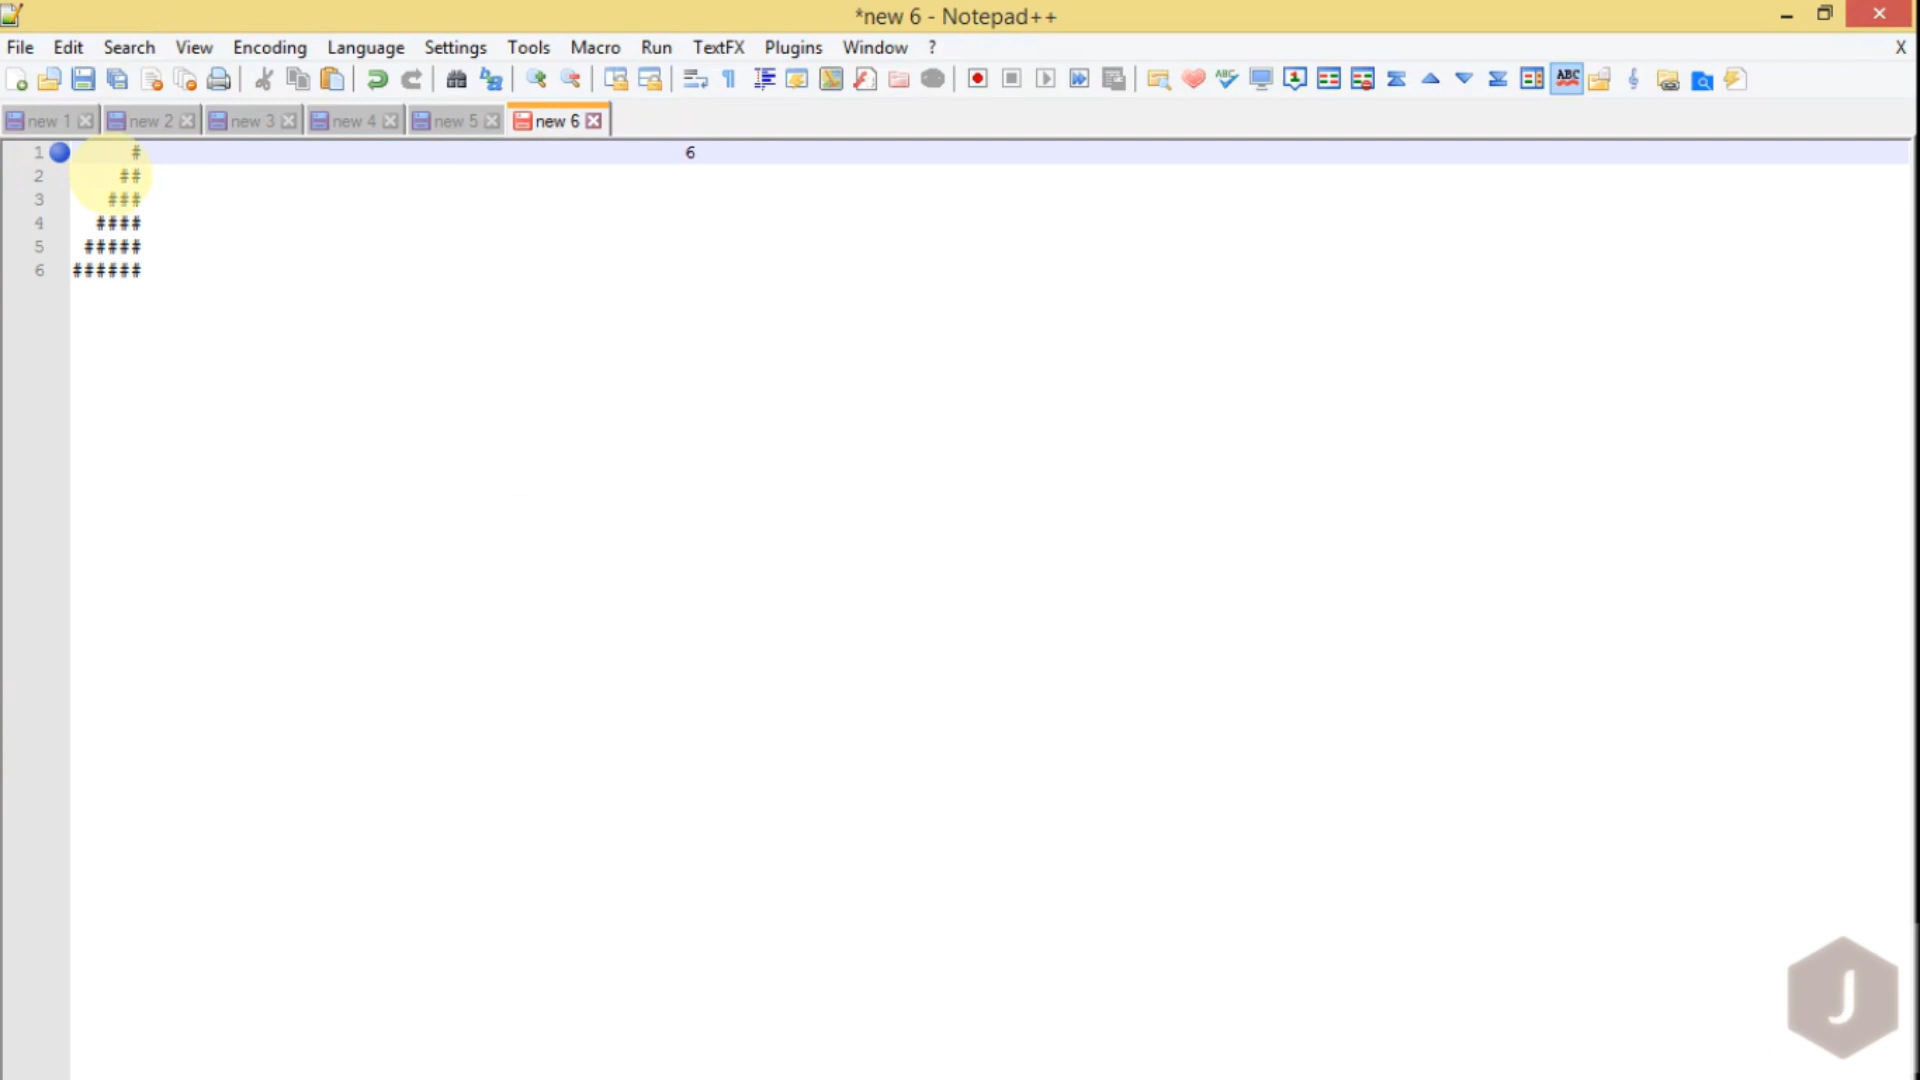 *new 6 - Notepad++
File Edit Search View Encoding Language Settings Tools Macro Run TextFX Plugins Window ? X
new 1 new 2 new 3 new 4 new 5 new 6
1 # 6
2 ##
3 ###
4 ####
5 #####
6 ######
J